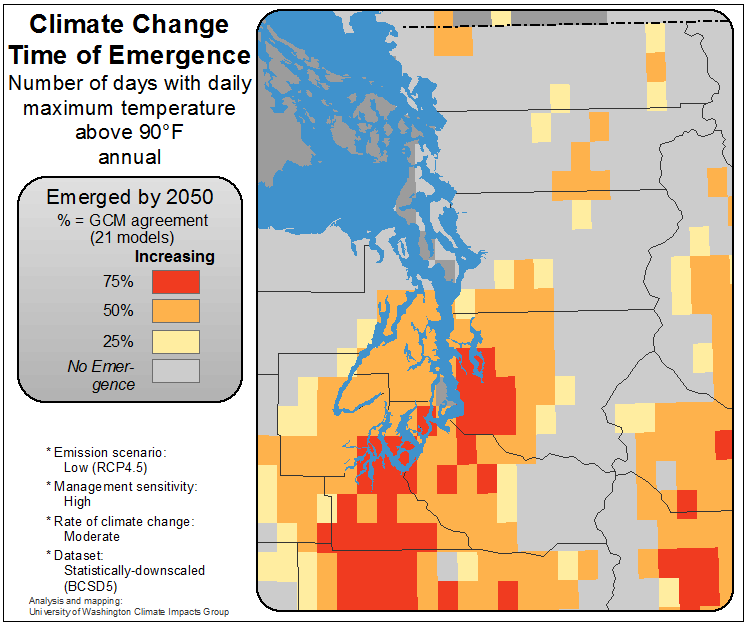 Climate Change
Time of Emergence
Number of days with daily
maximum temperature
above 90°F
annual
Emerged by 2050
% = GCM agreement
(21 models)
Increasing
75%
50%
25%
No Emer-
gence
* Emission scenario:
Low (RCP4.5)
* Management sensitivity:
High
* Rate of climate change:
Moderate
* Dataset:
Statistically-downscaled
(BCSD5)
Analysis and mapping:
University of Washington Climate Impacts Group